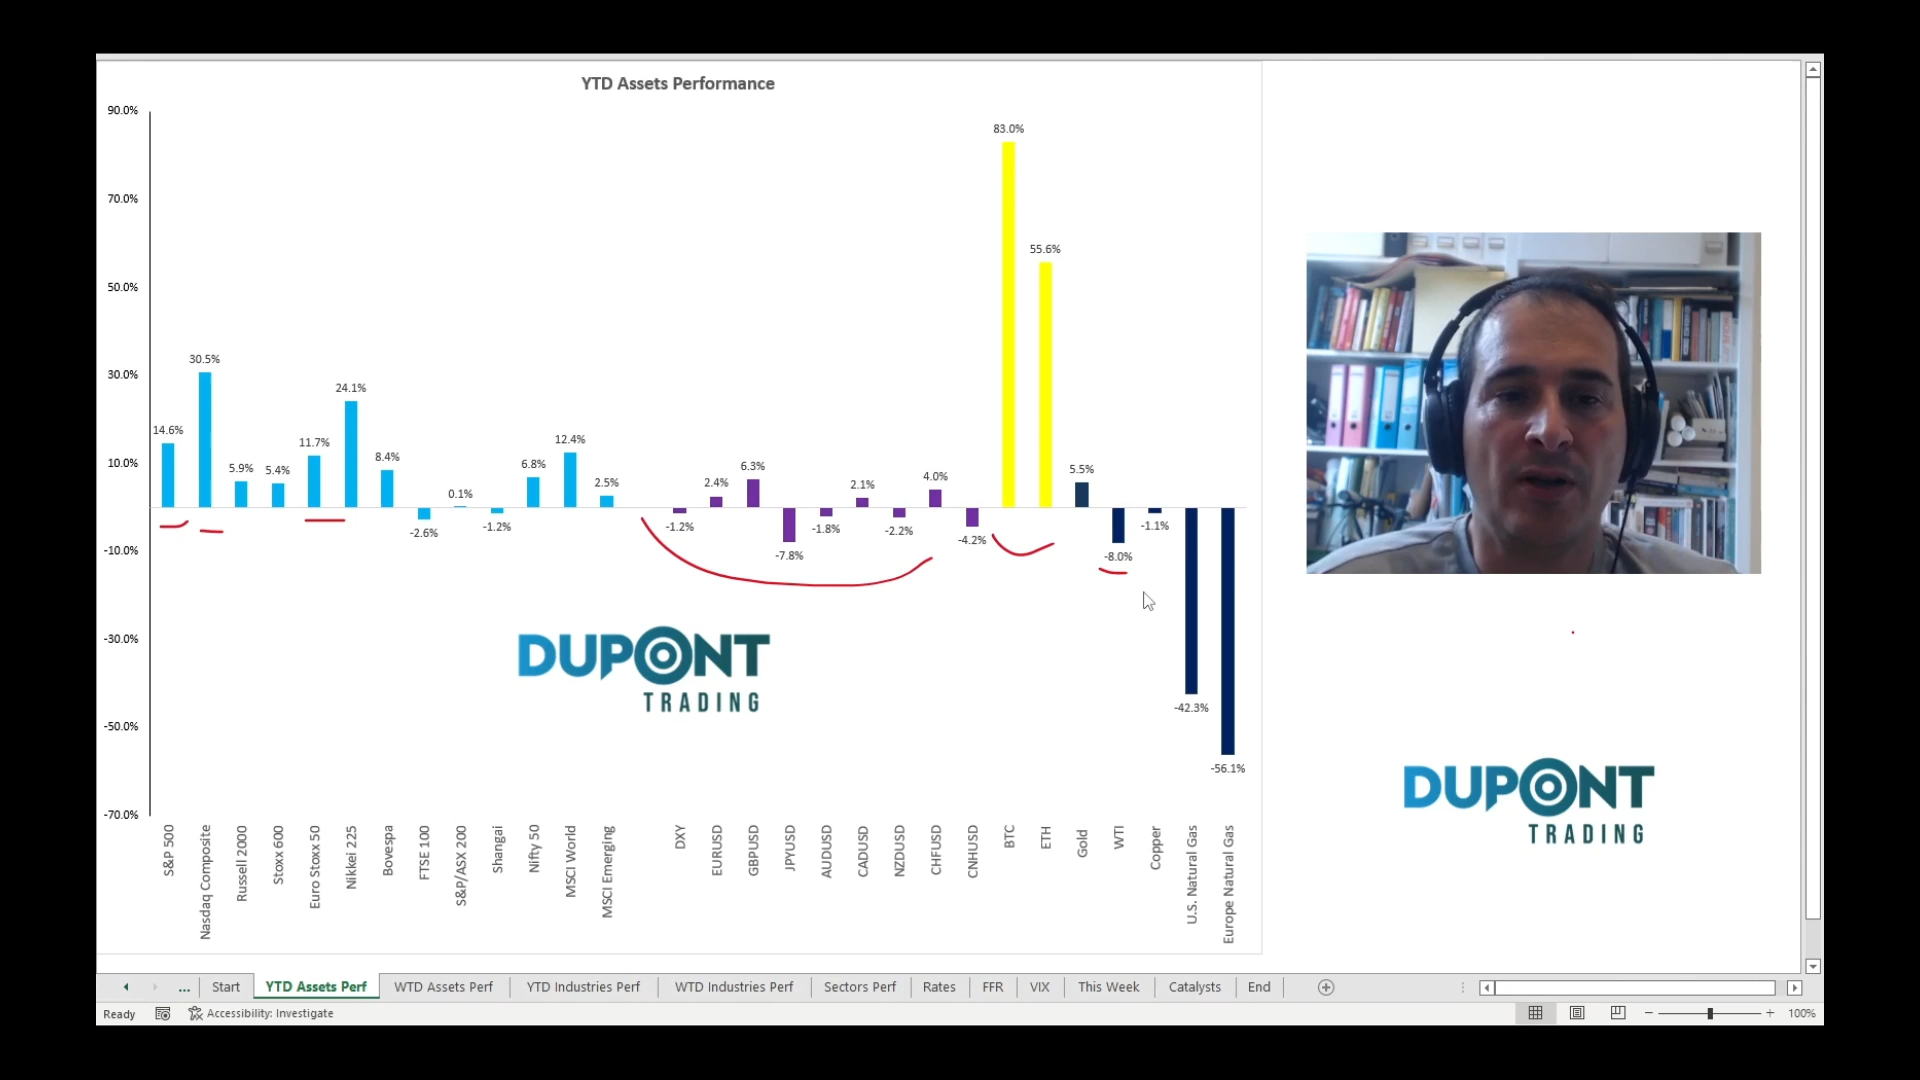 YTD Assets Performance
90.0%
70.0%
50.0%
30.0%
10.0%
-10.0%
-30.0%
-50.0%
-70.0%
14.6%
30.5%
5.9%
5.4%
11.7%
24.1%
8.4%
-2.6%
0.1%
-1.2%
6.8%
12.4%
2.5%
-1.2%
2.4%
6.3%
-7.8%
-1.8%
2.1%
-2.2%
4.0%
-4.2%
83.0%
55.6%
5.5%
-8.0%
-1.1%
-42.3%
-56.1%
DUPONT
TRADING
S&P 500
Nasdaq Composite
Russell 2000
Stoxx 600
Euro Stoxx 50
Nikkei 225
Bovespa
FTSE 100
S&P/ASX 200
Shangai
Nifty 50
MSCI World
MSCI Emerging
DXY
EURUSD
GBPUSD
JPYUSD
AUDUSD
CADUSD
NZDUSD
CHFUSD
CNHUSD
BTC
ETH
Gold
WTI
Copper
U.S. Natural Gas
Europe Natural Gas
DUPONT
TRADING
... Start YTD Assets Perf WTD Assets Perf YTD Industries Perf WTD Industries Perf Sectors Perf Rates FFR VIX This Week Catalysts End
Ready Accessibility: Investigate 100%